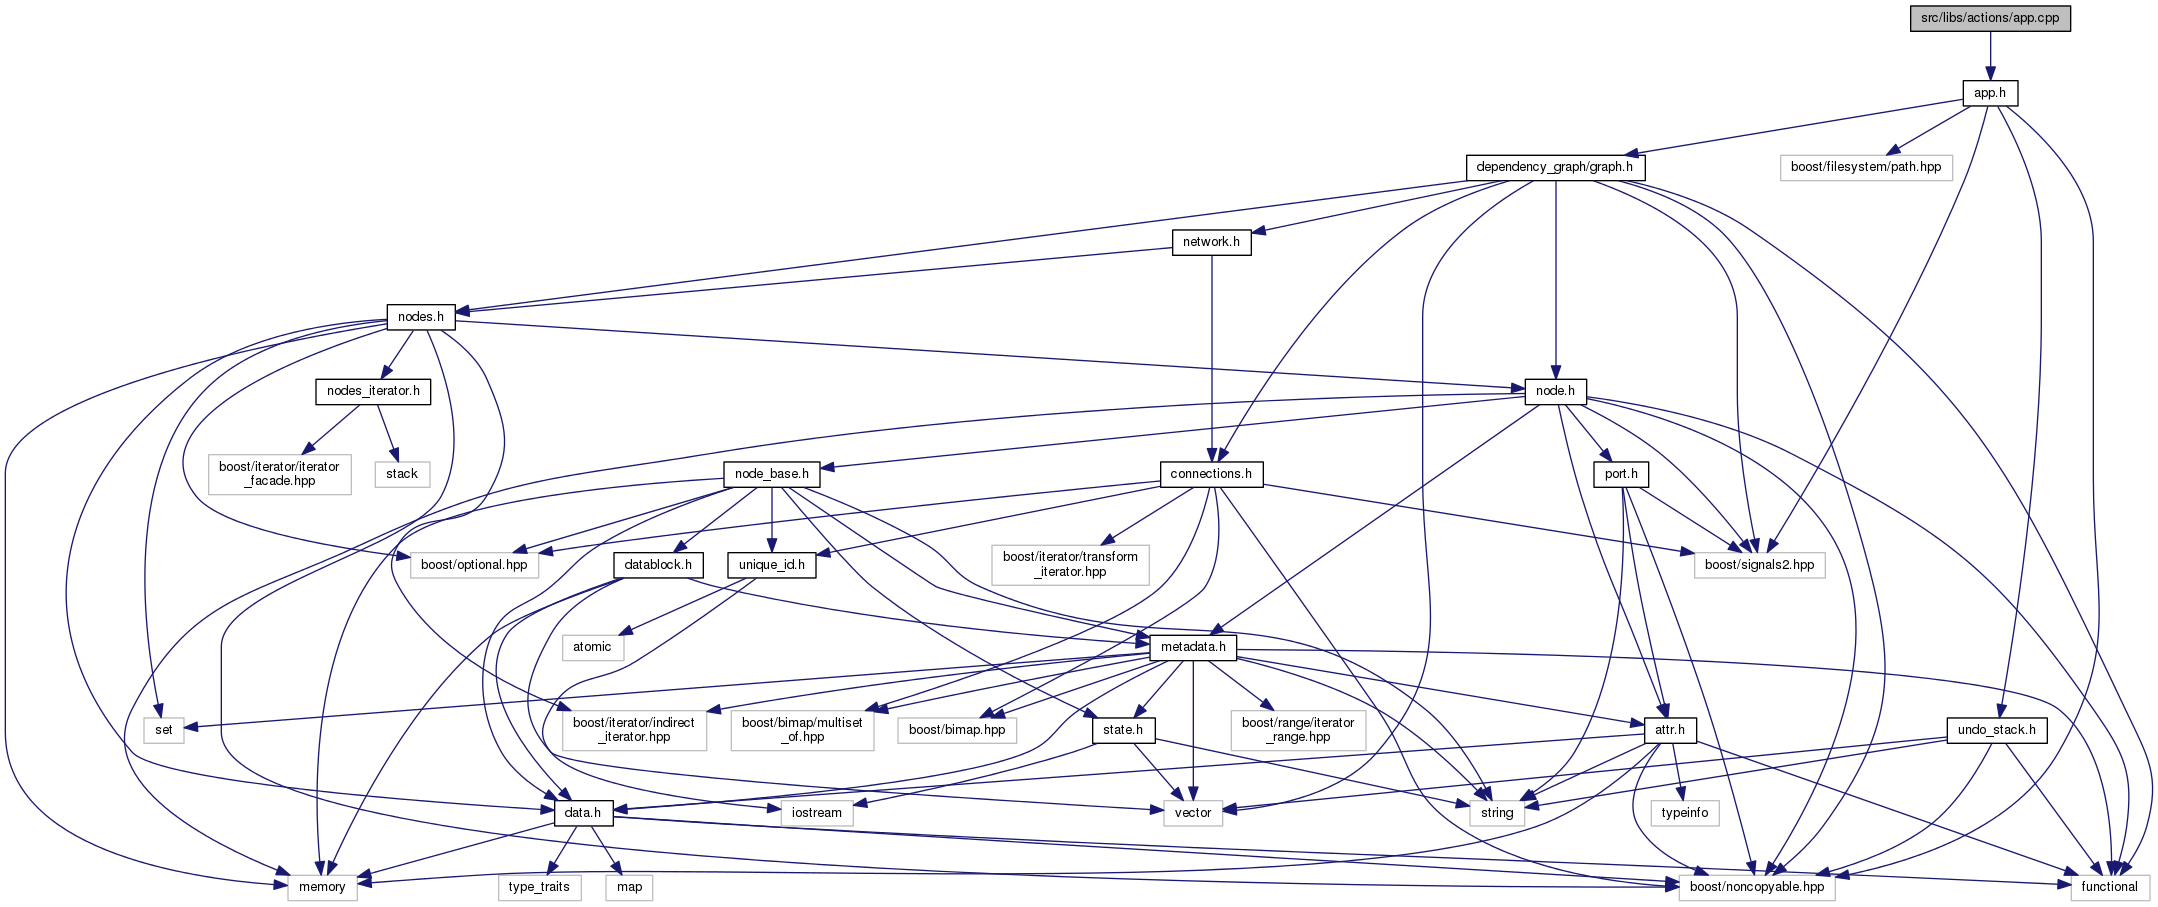 src/libs/actions/app.cpp
app.h
dependency_graph/graph.h
boost/filesystem/path.hpp
network.h
nodes.h
nodes_iterator.h
node.h
boost/iterator/iterator
_facade.hpp
stack
node_base.h
connections.h
port.h
boost/optional.hpp
datablock.h
unique_id.h
boost/iterator/transform
_iterator.hpp
boost/signals2.hpp
atomic
metadata.h
set
boost/iterator/indirect
_iterator.hpp
boost/bimap/multiset
_of.hpp
boost/bimap.hpp
state.h
boost/range/iterator
_range.hpp
attr.h
undo_stack.h
data.h
iostream
vector
string
typeinfo
memory
type_traits
map
boost/noncopyable.hpp
functional